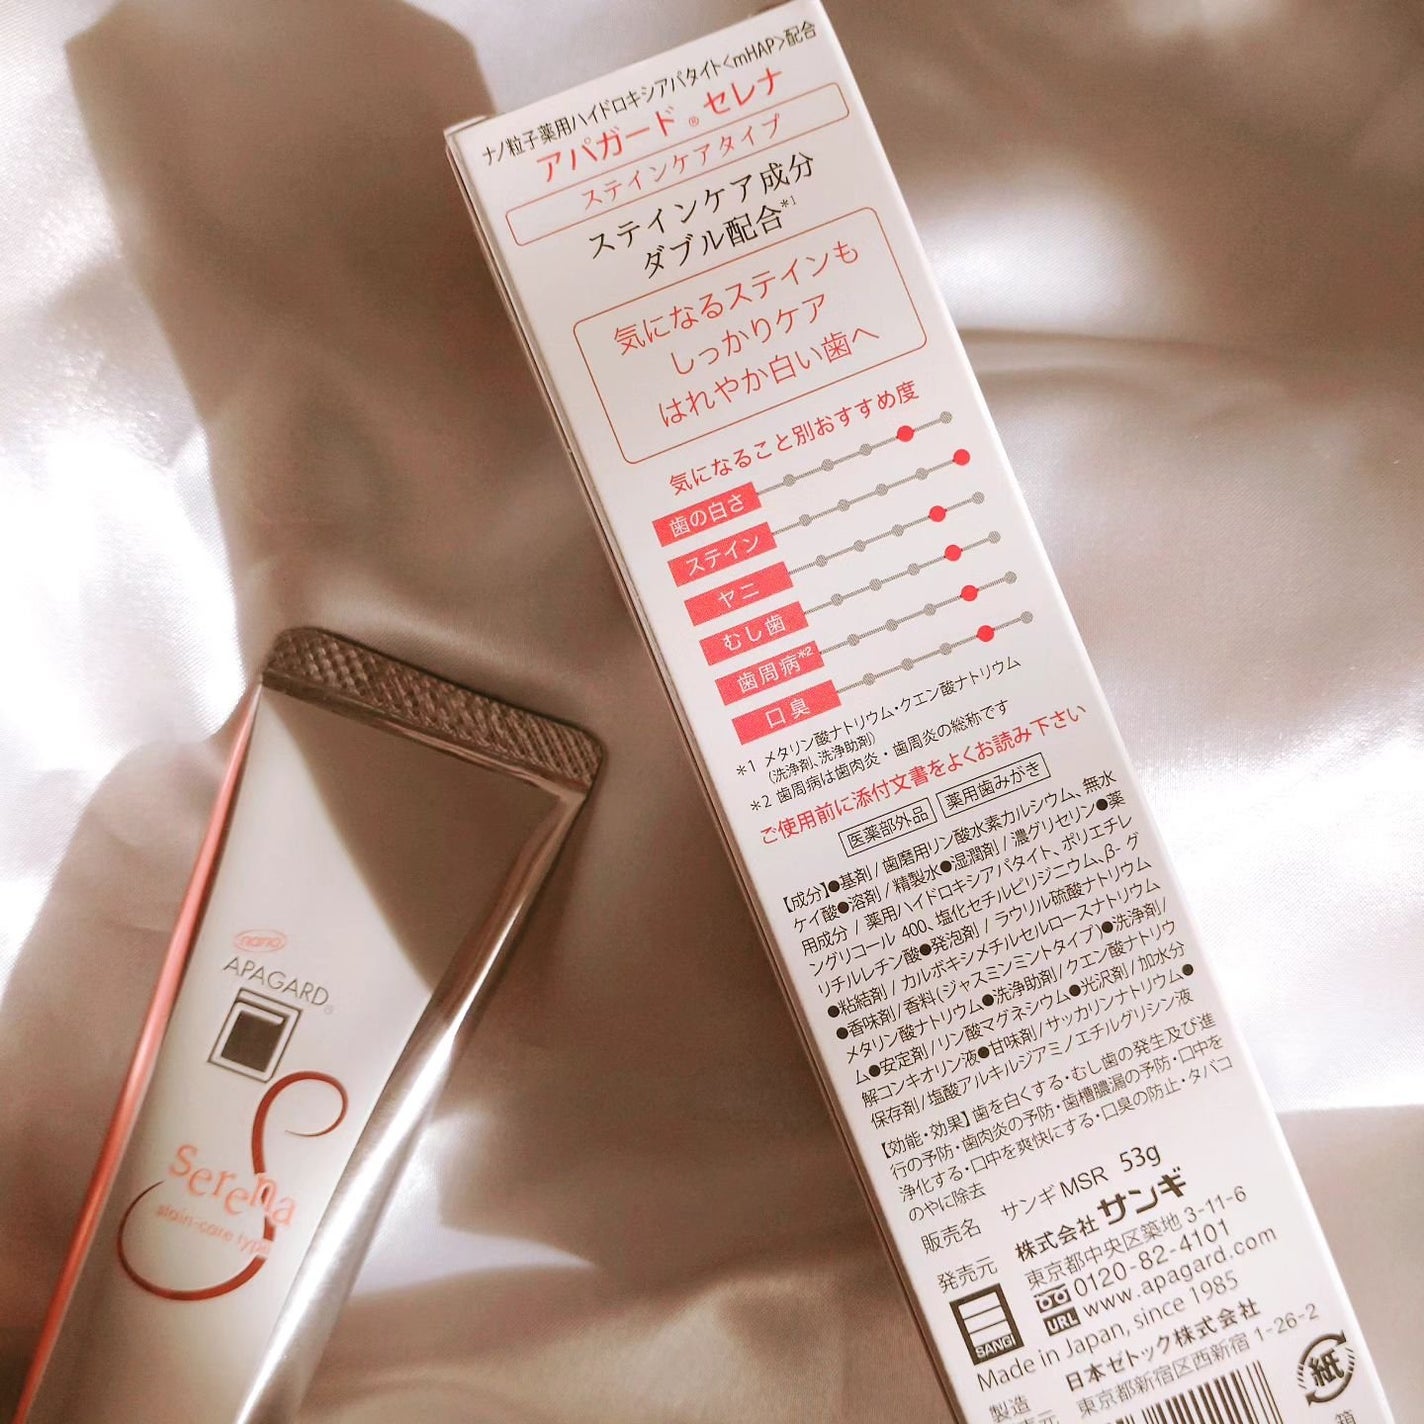 ナノ粒子薬用ハイドロキシアパタイト<mHAP>配合
アパガード® セレナ
ステインケアタイプ
ステインケア成分
ダブル配合*1
気になるステインも
しっかりケア
はれやか白い歯へ
気になること別おすすめ度
歯の白さ
ステイン
ヤニ
むし歯
歯周病*2
口臭
*1 メタリン酸ナトリウム・クエン酸ナトリウム
(洗浄剤、洗浄助剤)
*2 歯周病は歯肉炎・歯周炎の総称です
ご使用前に添付文書をよくお読み下さい
医薬部外品 薬用歯みがき
【成分】●基剤/歯磨用リン酸水素カルシウム、無水
ケイ酸●溶剤/精製水●湿潤剤/濃グリセリン●薬
用成分/薬用ハイドロキシアパタイト、ポリエチレ
ングリコール 400、塩化セチルピリジニウム、β-グ
リチルレチン酸●発泡剤/ラウリル硫酸ナトリウム
●粘結剤/カルボキシメチルセルロースナトリウム
●香味剤/香料(ジャスミンミントタイプ)●洗浄剤/
メタリン酸ナトリウム●洗浄助剤/クエン酸ナトリウ
ム●安定剤/リン酸マグネシウム●光沢剤/加水分
解コンキオリン液●甘味剤/サッカリンナトリウム●
保存剤/塩酸アルキルジアミノエチルグリシン液
【効能・効果】歯を白くする・むし歯の発生及び進
行の予防・歯肉炎の予防・歯槽膿漏の予防・口中を
浄化する・口中を爽快にする・口臭の防止・タバコ
のやに除去
販売名 サンギ MSR 53g
発売元 株式会社サンギ
東京都中央区築地 3-11-6
0120-82-4101
URL www.apagard.com
SANGI
Made in Japan, since 1985
製造 日本ゼトック株式会社
東京都新宿区西新宿 1-26-2
紙
箱
nano
APAGARD®
Serena
stain-care type